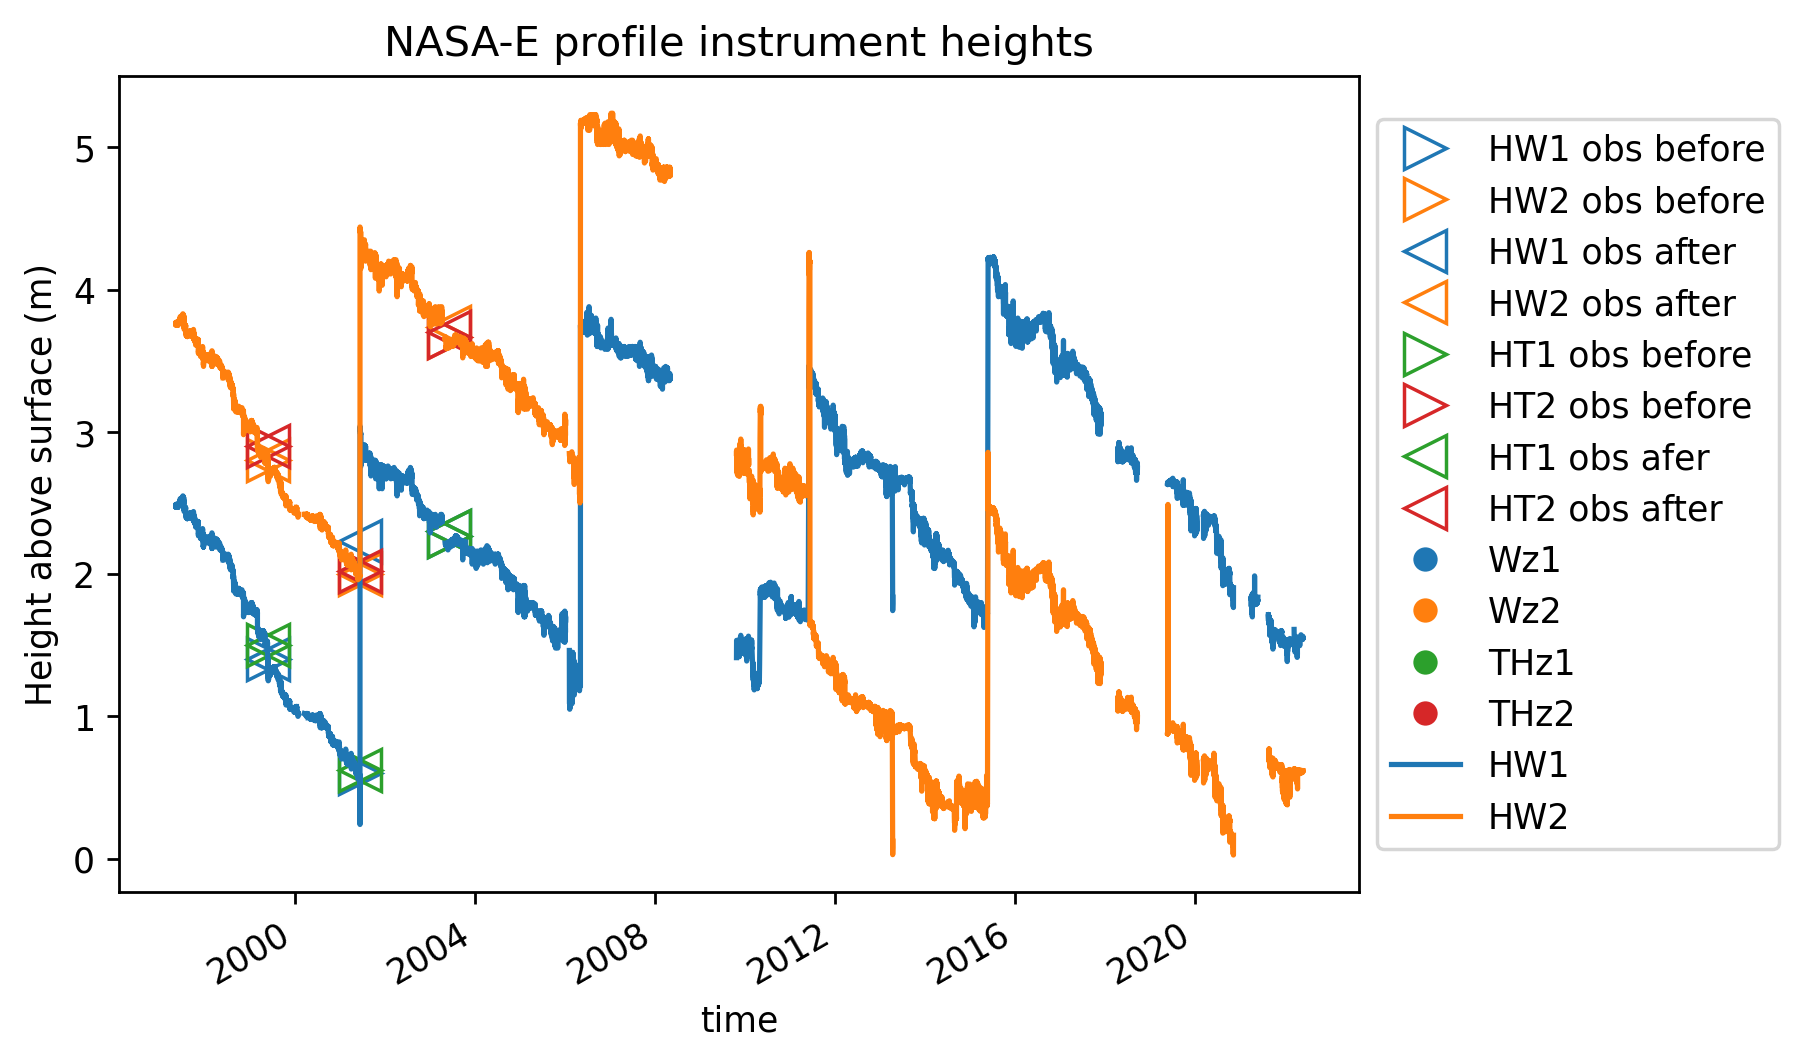 NASA-E profile instrument heights
Height above surface (m)
5
4
3
2
1
0
2000
2004
2008
2012
2016
2020
time
HW1 obs before
HW2 obs before
HW1 obs after
HW2 obs after
HT1 obs before
HT2 obs before
HT1 obs afer
HT2 obs after
Wz1
Wz2
THz1
THz2
HW1
HW2